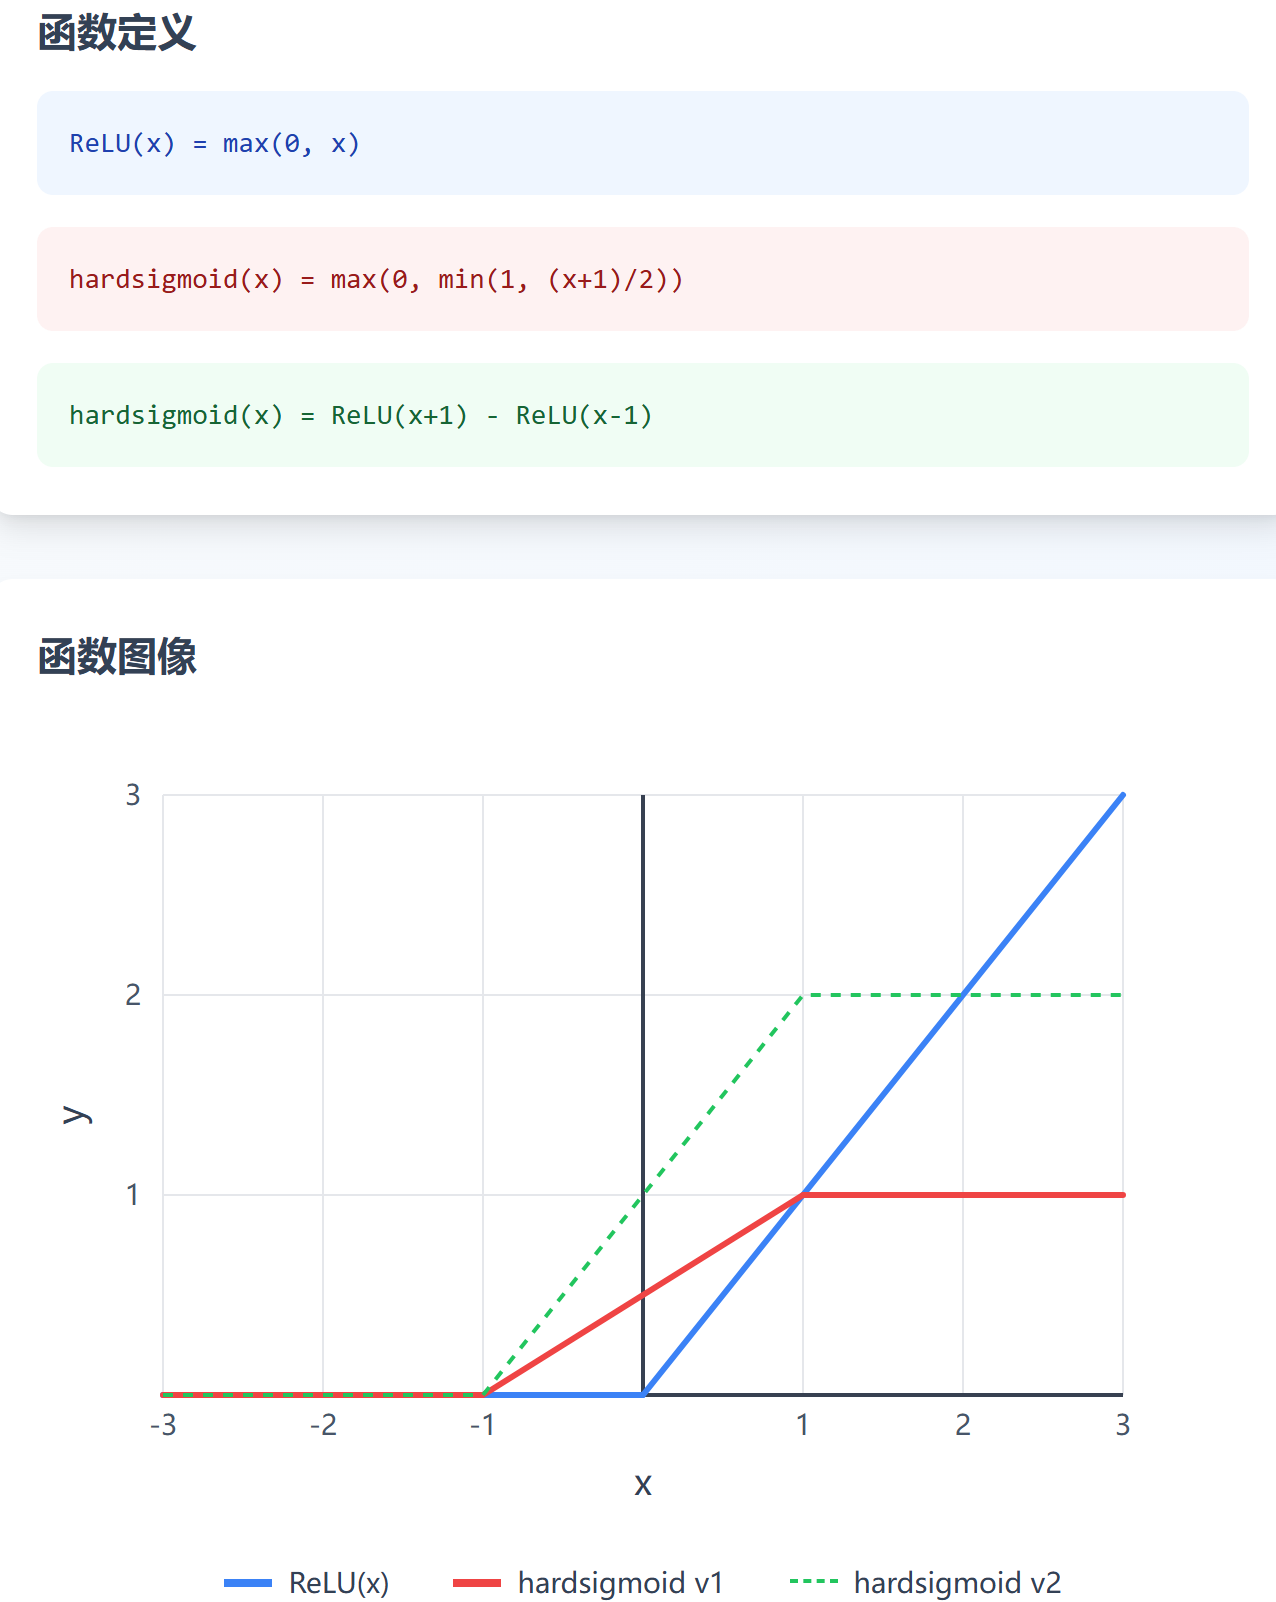 函数定义
ReLU(x) = max(0, x)
hardsigmoid(x) = max(0, min(1, (x+1)/2))
hardsigmoid(x) = ReLU(x+1) - ReLU(x-1)
函数图像
3
2
y
1
-3 -2 -1 1 2 3
x
ReLU(x) hardsigmoid v1 hardsigmoid v2